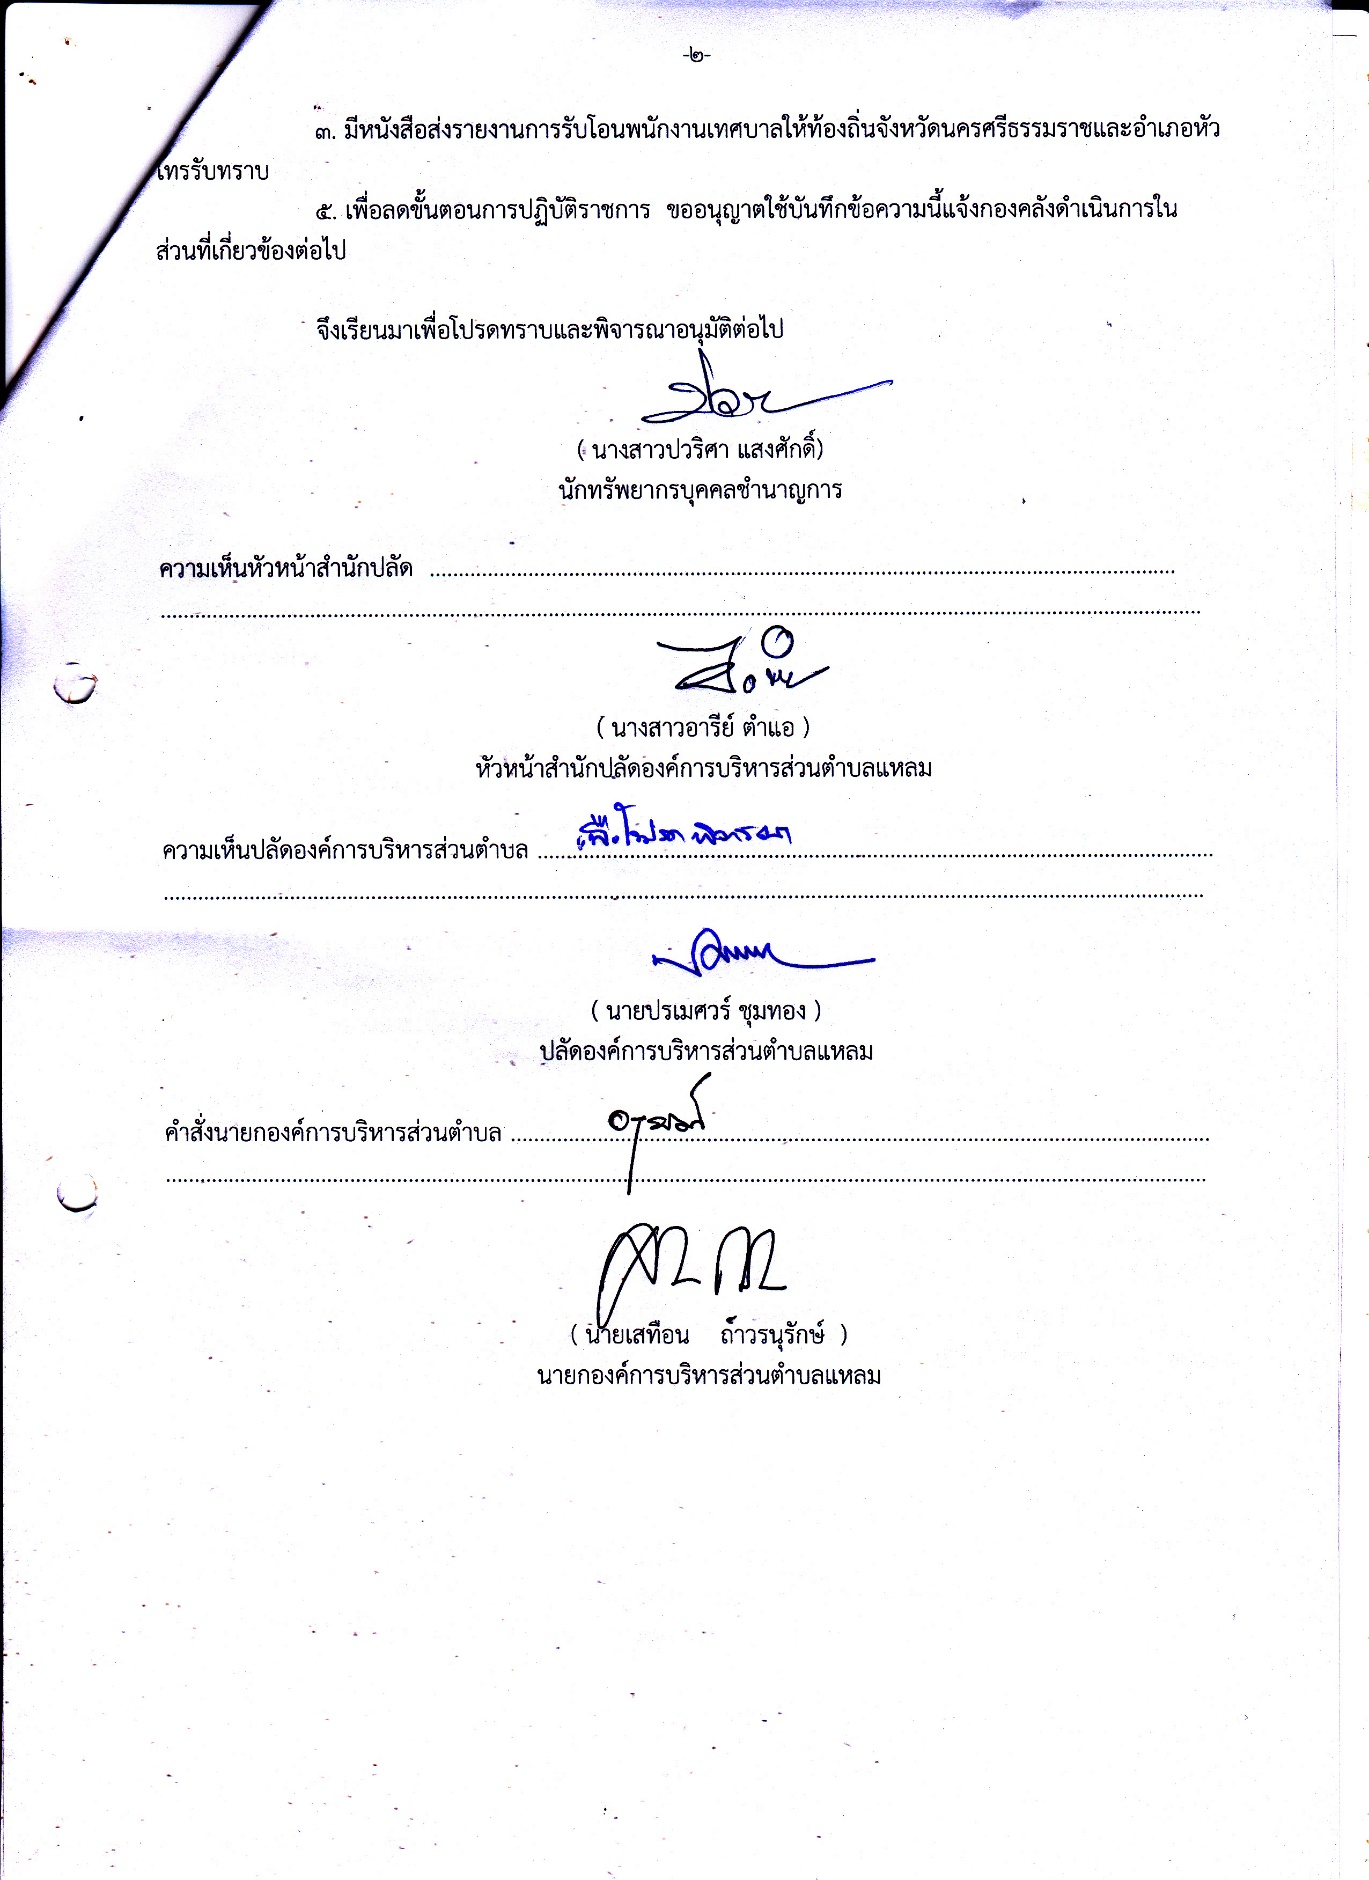 -๒-
๓. มีหนังสือส่งรายงานการรับโอนพนักงานเทศบาลให้ท้องถิ่นจังหวัดนครศรีธรรมราชและอำเภอหัว
ไทรรับทราบ
๕. เพื่อลดขั้นตอนการปฏิบัติราชการ ขออนุญาตใช้บันทึกข้อความนี้แจ้งกองคลังดำเนินการใน
ส่วนที่เกี่ยวข้องต่อไป
จึงเรียนมาเพื่อโปรดทราบและพิจารณาอนุมัติต่อไป
( นางสาวปวริศา แสงศักดิ์)
นักทรัพยากรบุคคลชำนาญการ
ความเห็นหัวหน้าสำนักปลัด
( นางสาวอารีย์ ตำแอ )
หัวหน้าสำนักปลัดองค์การบริหารส่วนตำบลแหลม
ความเห็นปลัดองค์การบริหารส่วนตำบล เพื่อโปรดพิจารณา
( นายปรเมศวร์ ชุมทอง )
ปลัดองค์การบริหารส่วนตำบลแหลม
คำสั่งนายกองค์การบริหารส่วนตำบล
( นายเสทือน ถ้าวรนุรักษ์ )
นายกองค์การบริหารส่วนตำบลแหลม